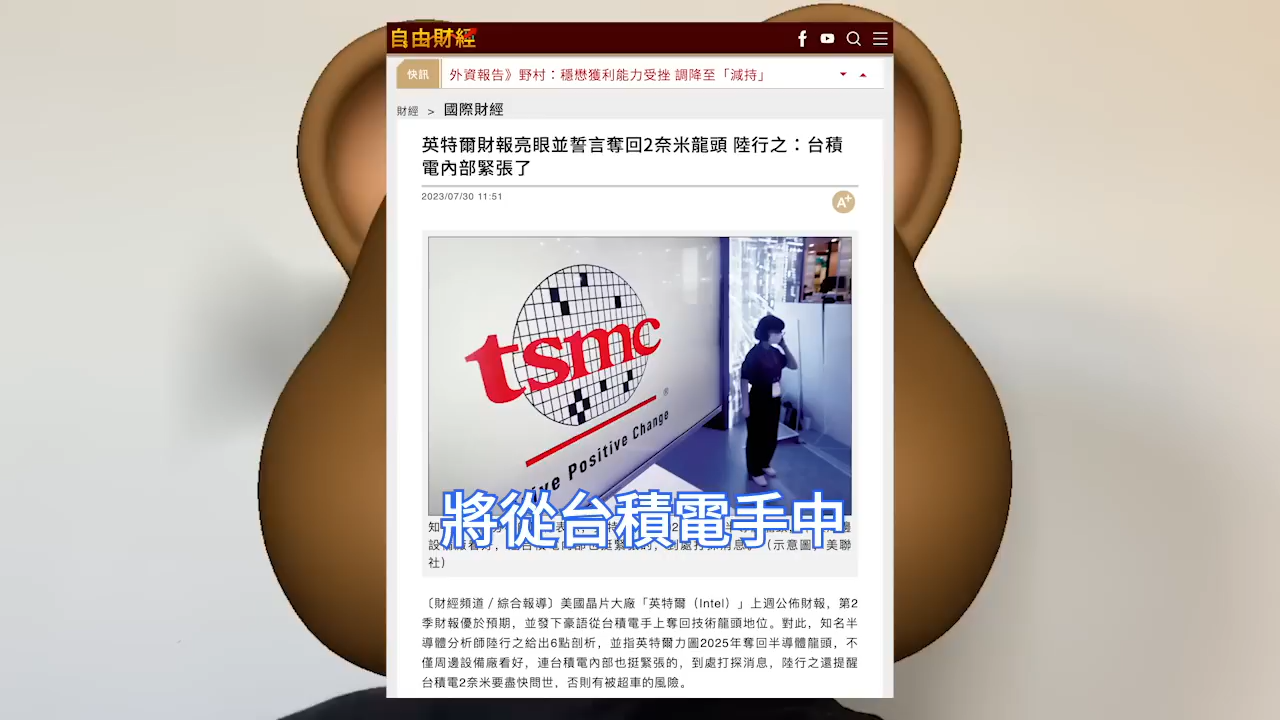 自由財經
快訊 外資報告》野村：穩懋獲利能力受挫 調降至「減持」
財經 > 國際財經
英特爾財報亮眼並誓言奪回2奈米龍頭 陸行之：台積
電內部緊張了
2023/07/30 11:51
A+
tsmc
®
Positive Change
將從台積電手中
（示意圖，美聯
社）
〔財經頻道／綜合報導〕美國晶片大廠「英特爾（Intel）」上週公佈財報，第2
季財報優於預期，並發下豪語從台積電手上奪回技術龍頭地位。對此，知名半
導體分析師陸行之給出6點剖析，並指英特爾力圖2025年奪回半導體龍頭，不
僅周邊設備廠看好，連台積電內部也挺緊張的，到處打探消息，陸行之還提醒
台積電2奈米要盡快問世，否則有被超車的風險。